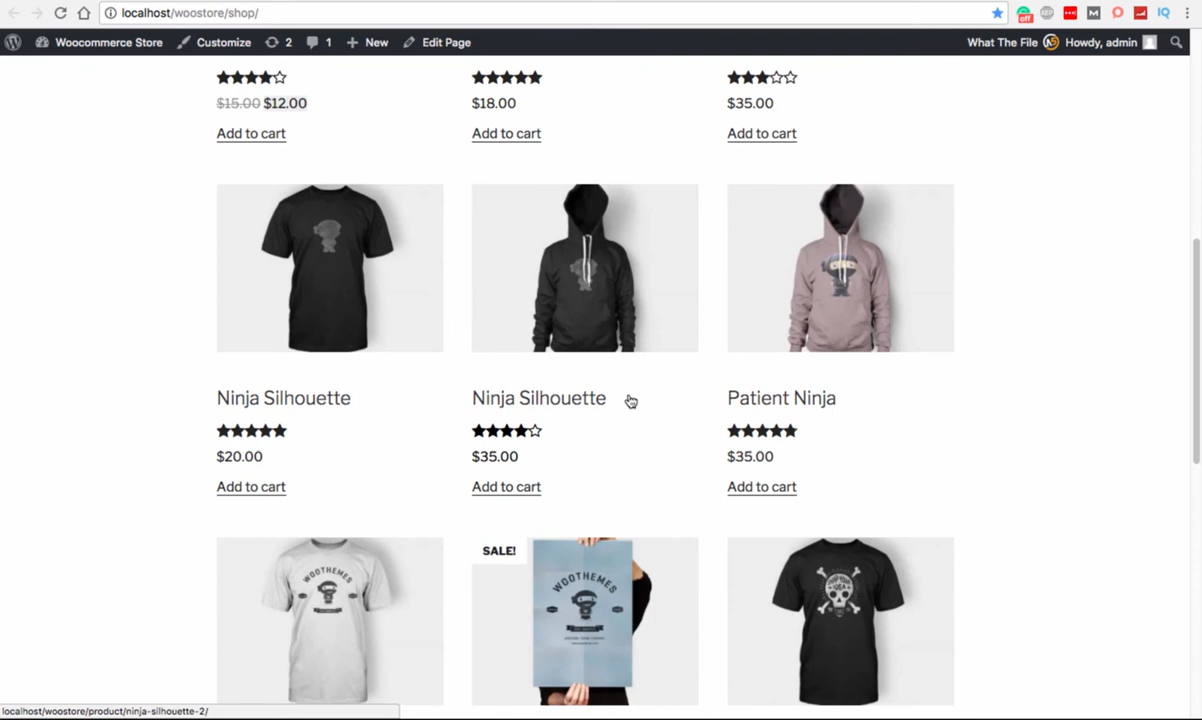 localhost/woostore/shop/
off
Woocommerce Store
Customize
2
1
New
Edit Page
What The File
Howdy, admin
$15.00 $12.00
$18.00
$35.00
Add to cart
Add to cart
Add to cart
Ninja Silhouette
Ninja Silhouette
Patient Ninja
$20.00
$35.00
$35.00
Add to cart
Add to cart
Add to cart
WOOTHEMES
SALE!
WOOTHEMES
localhost/woostore/product/ninja-silhouette-2/